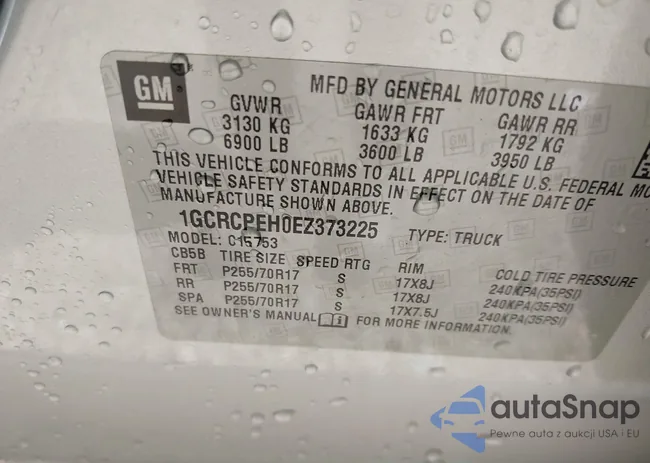 GM
MFD BY GENERAL MOTORS LLC
GVWR GAWR FRT GAWR RR
3130 KG 1633 KG 1792 KG
6900 LB 3600 LB 3950 LB
THIS VEHICLE CONFORMS TO ALL APPLICABLE U.S. FEDERAL
VEHICLE SAFETY STANDARDS IN EFFECT ON THE DATE OF
MANUFACTURE SHOWN ABOVE.
1GCRCPEH0EZ373225 TYPE: TRUCK
MODEL: C15753
CB5B TIRE SIZE SPEED RTG RIM COLD TIRE PRESSURE
FRT P255/70R17 S 17X8J 240KPA(35PSI)
RR P255/70R17 S 17X8J 240KPA(35PSI)
SPA P255/70R17 S 17X7.5J 240KPA(35PSI)
SEE OWNER'S MANUAL FOR MORE INFORMATION.
autaSnap
Pewne auta z aukcji USA i EU